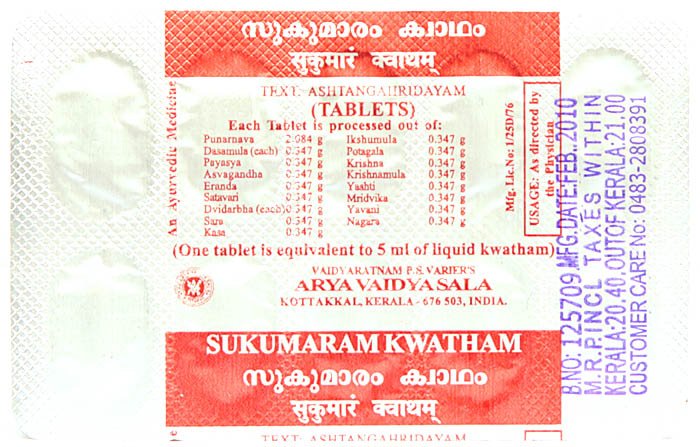 സുകുമാരം ക്വാഥം
सुकुमारं क्वाथम्
TEXT: ASHTANGAHRIDAYAM
(TABLETS)
Each Tablet is processed out of:
Punarnava 2.084 g Ikshumula 0.347 g
Dasamula (each) 0.347 g Potagala 0.347 g
Payasya 0.347 g Krishna 0.347 g
Asvagandha 0.347 g Krishnamula 0.347 g
Eranda 0.347 g Yashti 0.347 g
Satavari 0.347 g Mridvika 0.347 g
Dvidarbha (each) 0.347 g Yavani 0.347 g
Sara 0.347 g Nagara 0.347 g
Kasa 0.347 g
(One tablet is equivalent to 5 ml of liquid kwatham)
VAIDYARATNAM P.S. VARIER'S
ARYA VAIDYA SALA
KOTTAKKAL, KERALA - 676 503, INDIA.
An Ayurvedic Medicine
Mfg. Lic. No: 1/25D/76
USAGE: As directed by
the Physician
B.NO: 125709 MFG.DATE:FEB. 2010
M.R.P.INCL TAXES WITHIN
KERALA:20.40,OUTOF KERALA:21.00
CUSTOMER CARE No: 0483-2808391
SUKUMARAM KWATHAM
സുകുമാരം ക്വാഥം
सुकुमारं क्वाथम्
TEXT: ASHTANGAHRIDAYAM